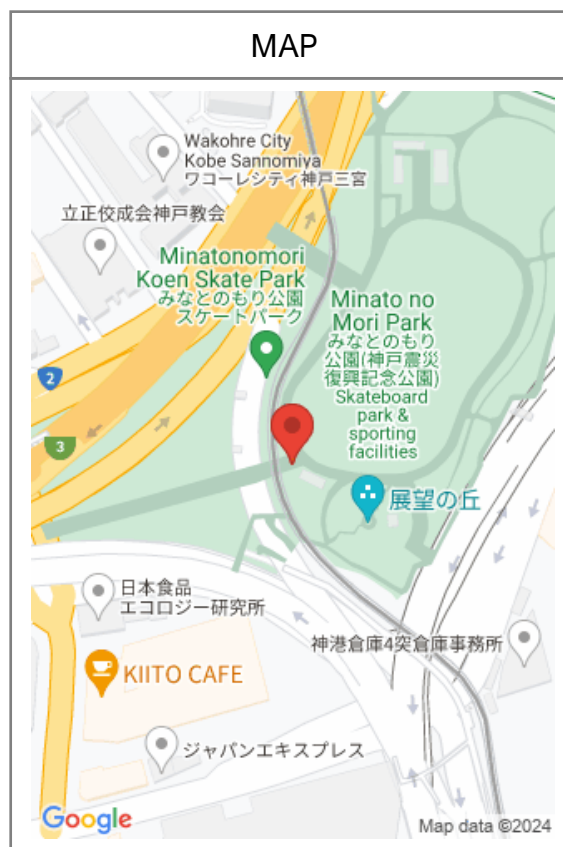 MAP
Wakohre City
Kobe Sannomiya
ワコーレシティ神戸三宮
立正佼成会神戸教会
Minatonomori
Koen Skate Park
みなとのもり公園
スケートパーク
Minato no
Mori Park
みなとのもり
公園(神戸震災
復興記念公園)
Skateboard
park &
sporting
facilities
2
3
展望の丘
日本食品
エコロジー研究所
神港倉庫4突倉庫事務所
KIITO CAFE
ジャパンエキスプレス
Google
Map data ©2024